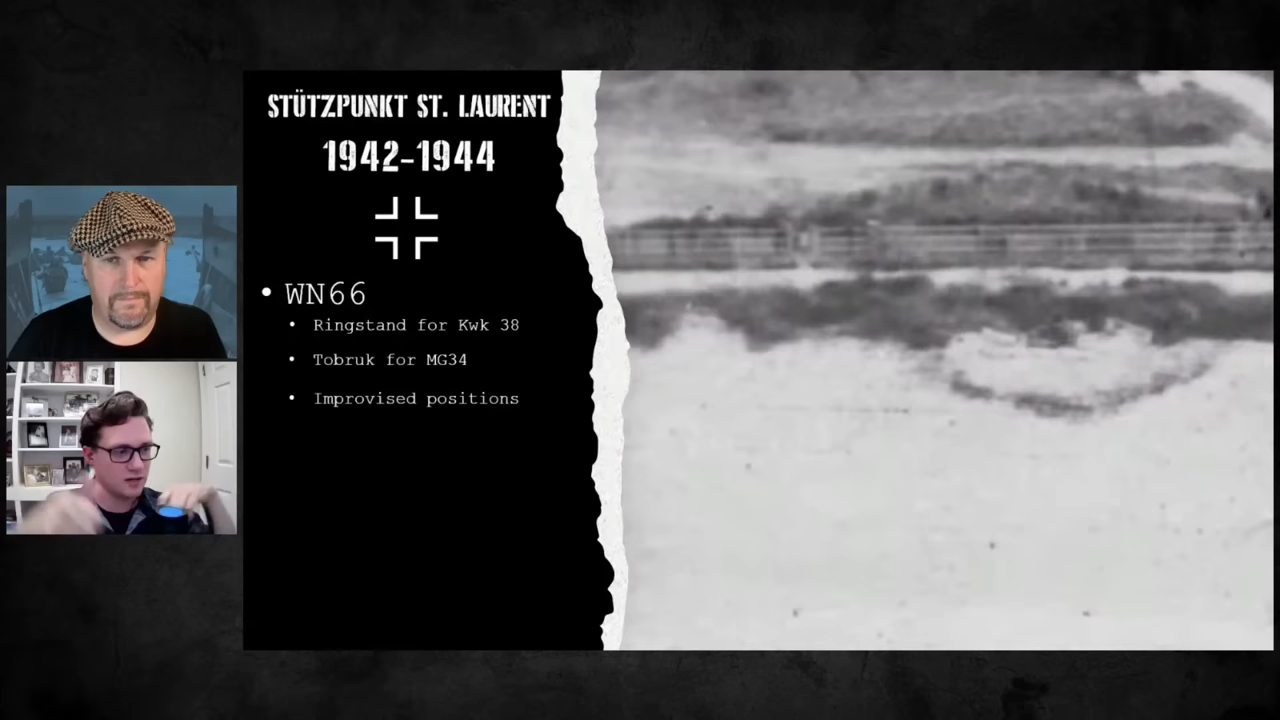 STÜTZPUNKT ST. LAURENT
1942-1944
• WN66
• Ringstand for Kwk 38
• Tobruk for MG34
• Improvised positions